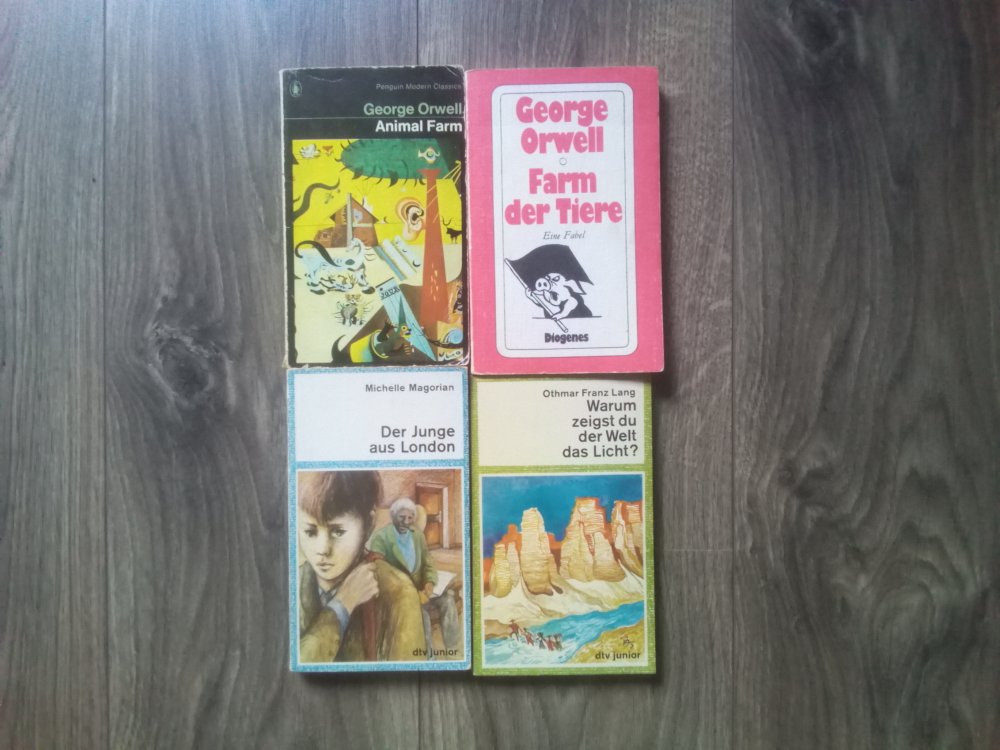 Penguin Modern Classics
George Orwell
Animal Farm
George
Orwell
Farm
der Tiere
Eine Fabel
Diogenes
Michelle Magorian
Der Junge
aus London
dtv junior
Othmar Franz Lang
Warum
zeigst du
der Welt
das Licht?
dtv junior